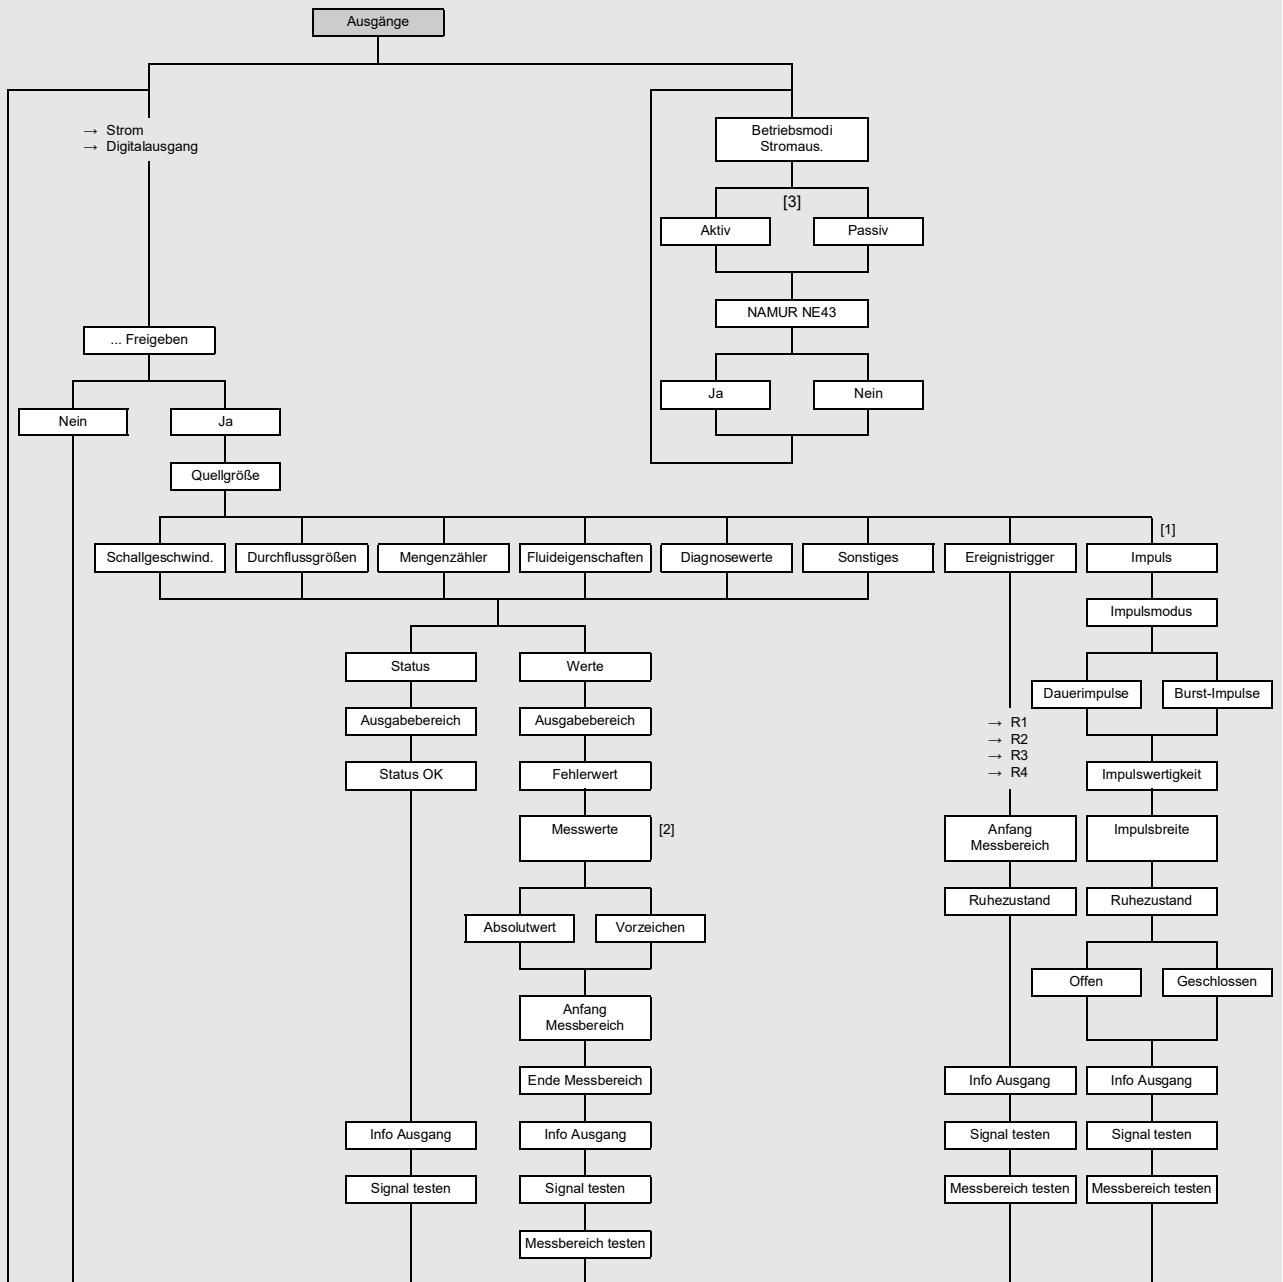 Ausgänge
→ Strom
→ Digitalausgang
Betriebsmodi
Stromaus.
[3]
Aktiv
Passiv
NAMUR NE43
... Freigeben
Ja
Nein
Nein
Ja
Quellgröße
[1]
Schallgeschwind.
Durchflussgrößen
Mengenzähler
Fluideigenschaften
Diagnosewerte
Sonstiges
Ereignistrigger
Impuls
Impulsmodus
Status
Werte
Dauerimpulse
Burst-Impulse
Ausgabebereich
Ausgabebereich
→ R1
→ R2
→ R3
→ R4
Status OK
Fehlerwert
Impulswertigkeit
Messwerte
[2]
Anfang
Messbereich
Impulsbreite
Ruhezustand
Ruhezustand
Absolutwert
Vorzeichen
Offen
Geschlossen
Anfang
Messbereich
Ende Messbereich
Info Ausgang
Info Ausgang
Info Ausgang
Info Ausgang
Signal testen
Signal testen
Signal testen
Signal testen
Messbereich testen
Messbereich testen
Messbereich testen